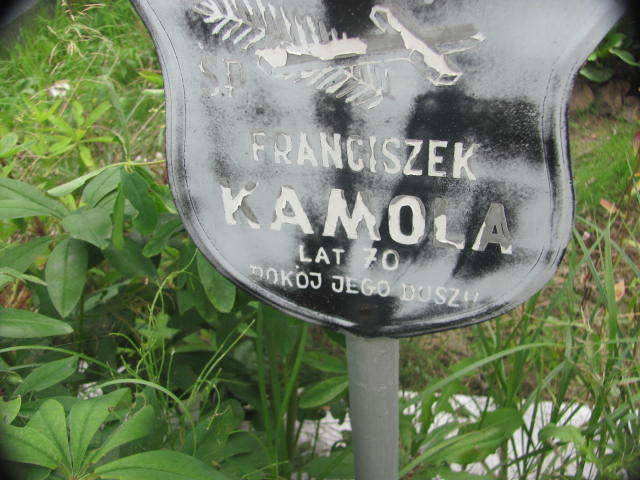 Ś.P.
FRANCISZEK
KAMOLA
LAT 70
POKÓJ JEGO DUSZY